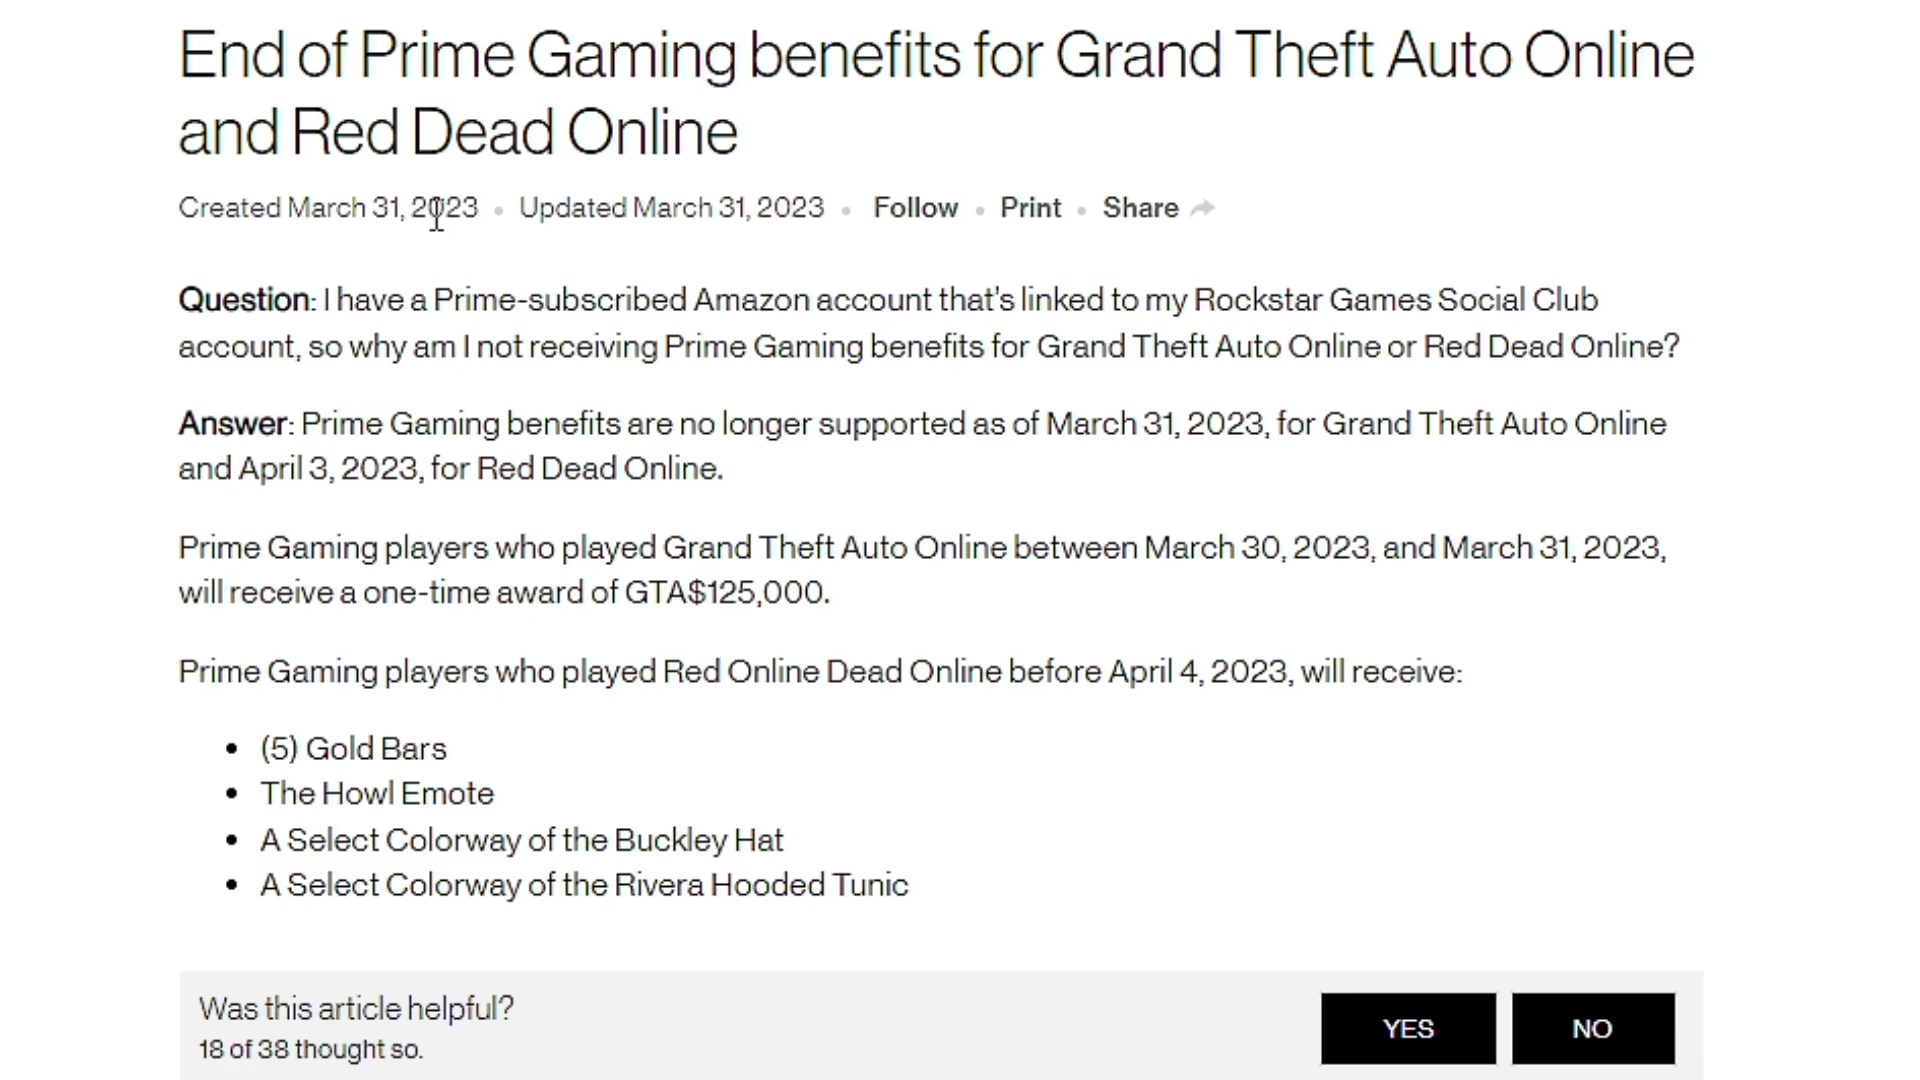 End of Prime Gaming benefits for Grand Theft Auto Online
and Red Dead Online
Created March 31, 2023 • Updated March 31, 2023 • Follow • Print • Share
Question: I have a Prime-subscribed Amazon account that's linked to my Rockstar Games Social Club
account, so why am I not receiving Prime Gaming benefits for Grand Theft Auto Online or Red Dead Online?
Answer: Prime Gaming benefits are no longer supported as of March 31, 2023, for Grand Theft Auto Online
and April 3, 2023, for Red Dead Online.
Prime Gaming players who played Grand Theft Auto Online between March 30, 2023, and March 31, 2023,
will receive a one-time award of GTA$125,000.
Prime Gaming players who played Red Online Dead Online before April 4, 2023, will receive:
• (5) Gold Bars
• The Howl Emote
• A Select Colorway of the Buckley Hat
• A Select Colorway of the Rivera Hooded Tunic
Was this article helpful?
18 of 38 thought so.
YES NO